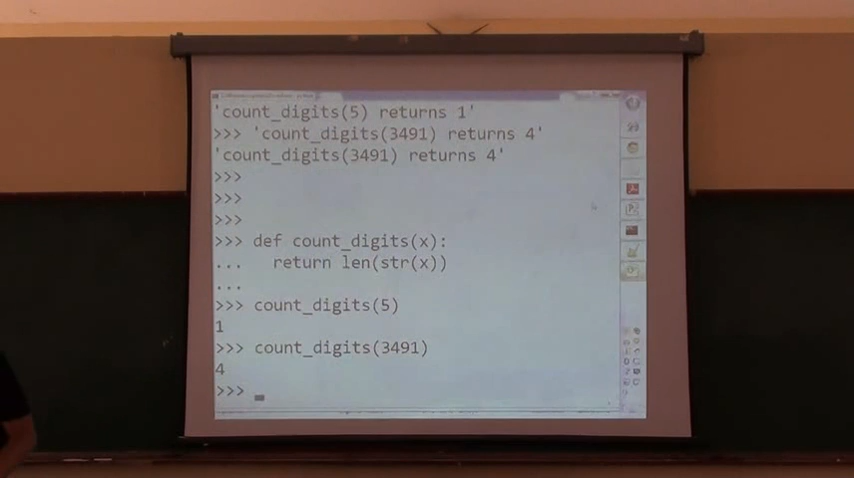 'count_digits(5) returns 1'
>>> 'count_digits(3491) returns 4'
'count_digits(3491) returns 4'
>>>
>>>
>>>
>>> def count_digits(x):
...   return len(str(x))
...
>>> count_digits(5)
1
>>> count_digits(3491)
4
>>>